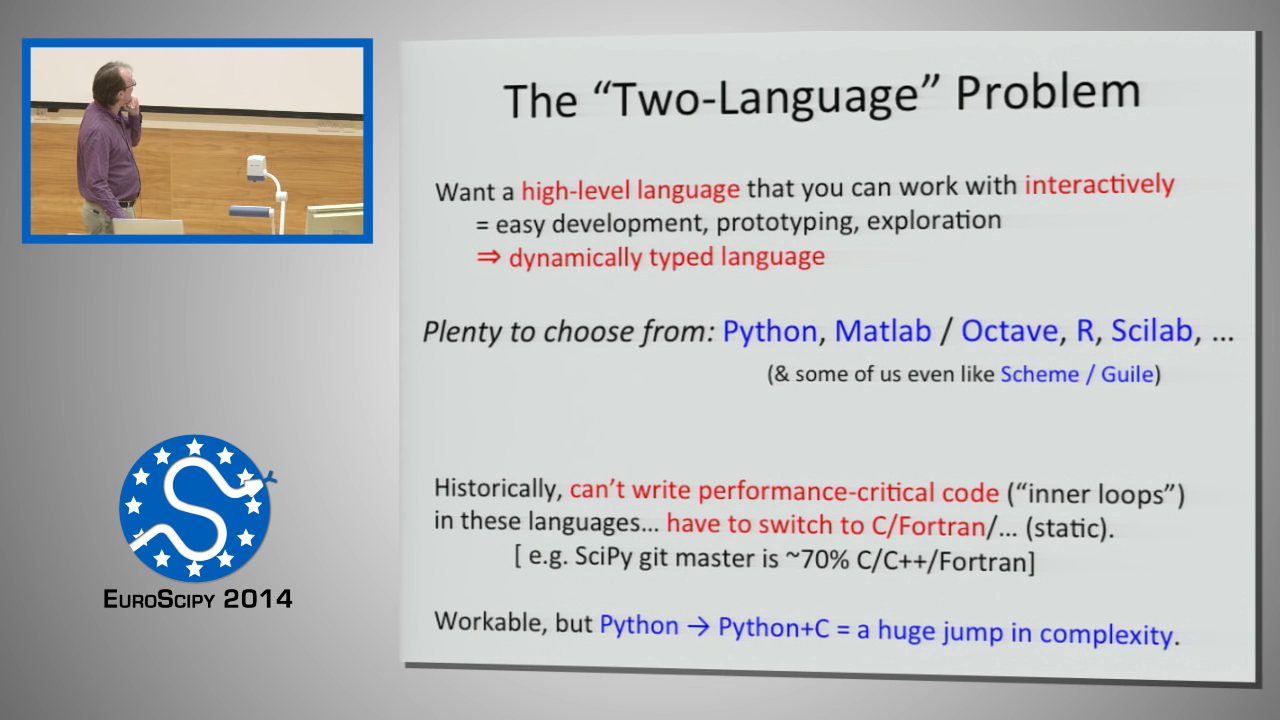 The “Two-Language” Problem
Want a high-level language that you can work with interactively
= easy development, prototyping, exploration
⇒ dynamically typed language
Plenty to choose from: Python, Matlab / Octave, R, Scilab, …
(& some of us even like Scheme / Guile)
Historically, can’t write performance-critical code (“inner loops”)
in these languages… have to switch to C/Fortran/… (static).
[ e.g. SciPy git master is ~70% C/C++/Fortran]
Workable, but Python → Python+C = a huge jump in complexity.
EuroScipy 2014